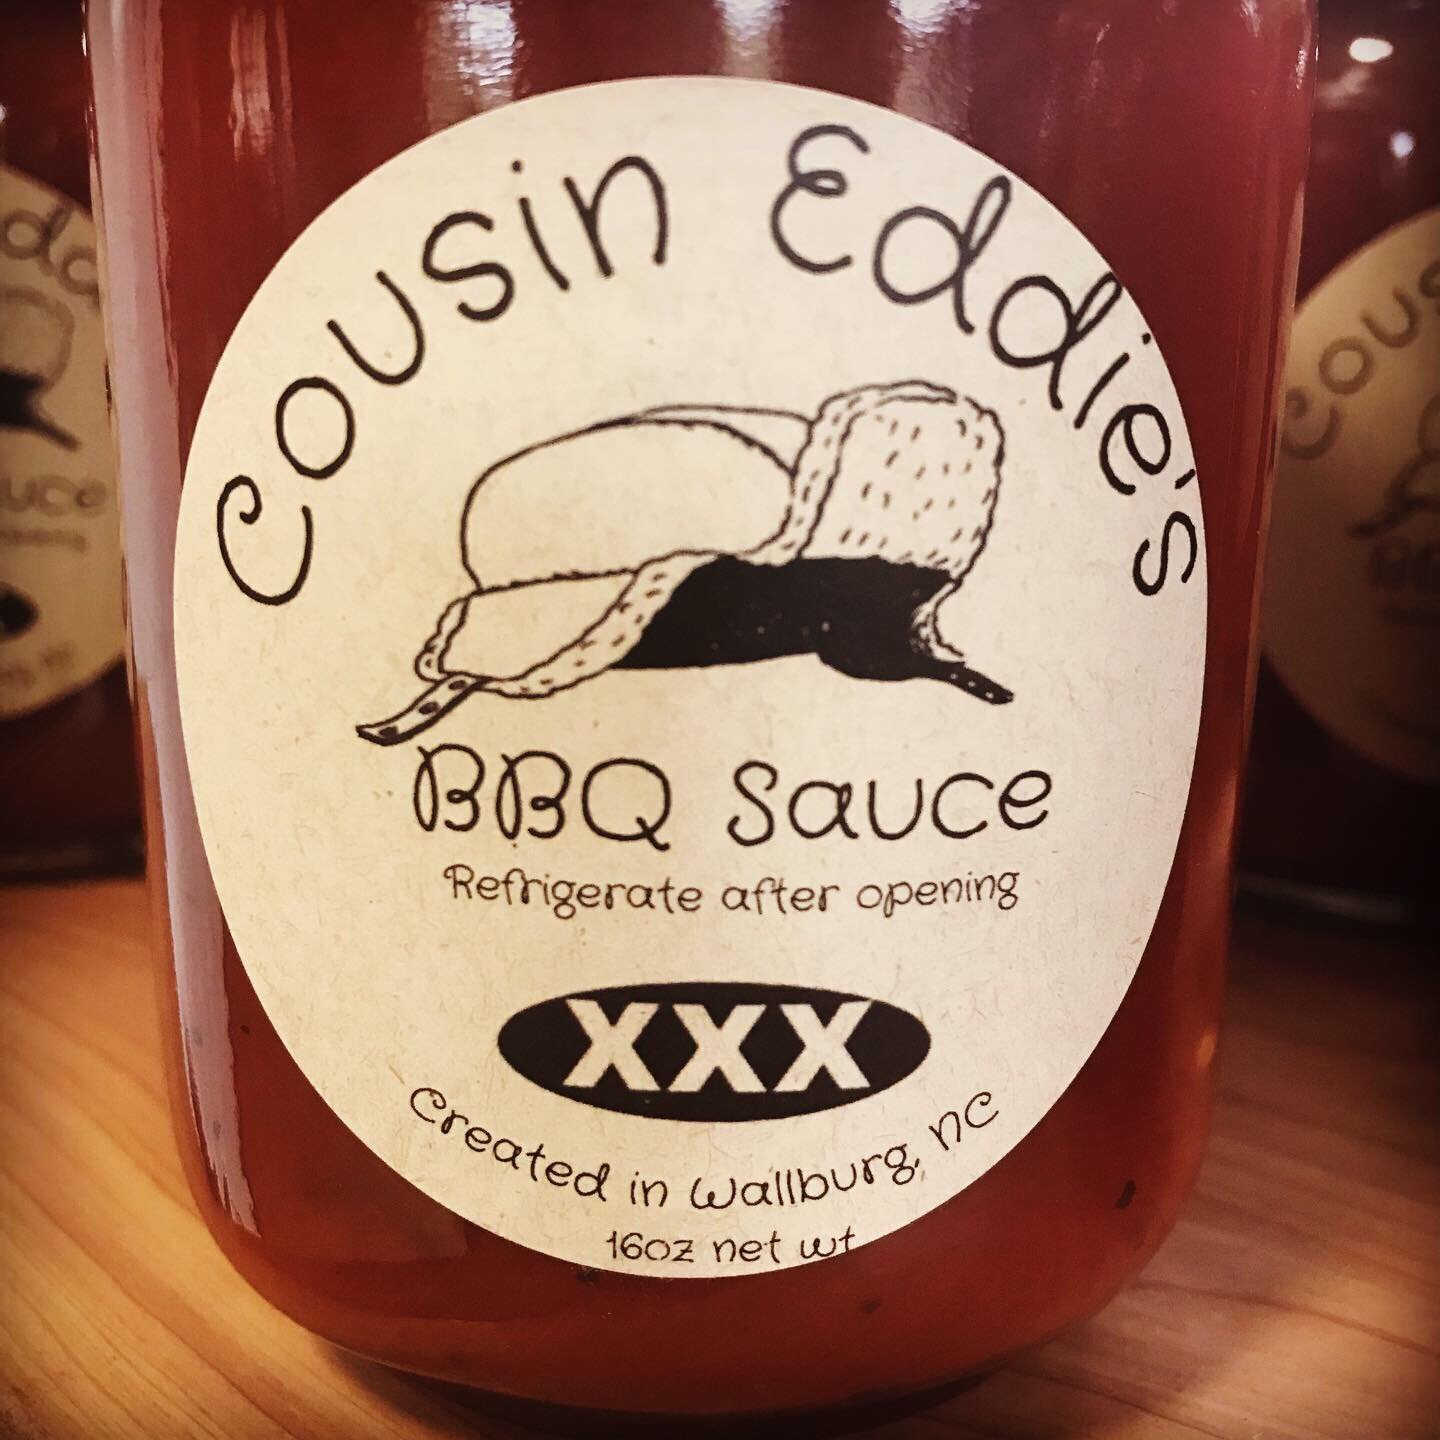 Cousin Eddie's
BBQ Sauce
Refrigerate after opening
XXX
Created in Wallburg, NC
16oz net wt